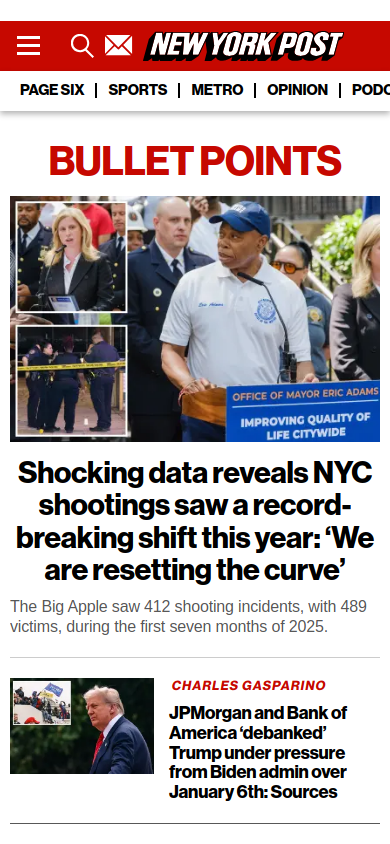 NEW YORK POST
PAGE SIX | SPORTS | METRO | OPINION | PODC
BULLET POINTS
Eric Adams
OFFICE OF MAYOR ERIC ADAMS
IMPROVING QUALITY OF
LIFE CITYWIDE
Shocking data reveals NYC
shootings saw a record-
breaking shift this year: ‘We
are resetting the curve’
The Big Apple saw 412 shooting incidents, with 489
victims, during the first seven months of 2025.
CHARLES GASPARINO
JPMorgan and Bank of
America ‘debanked’
Trump under pressure
from Biden admin over
January 6th: Sources